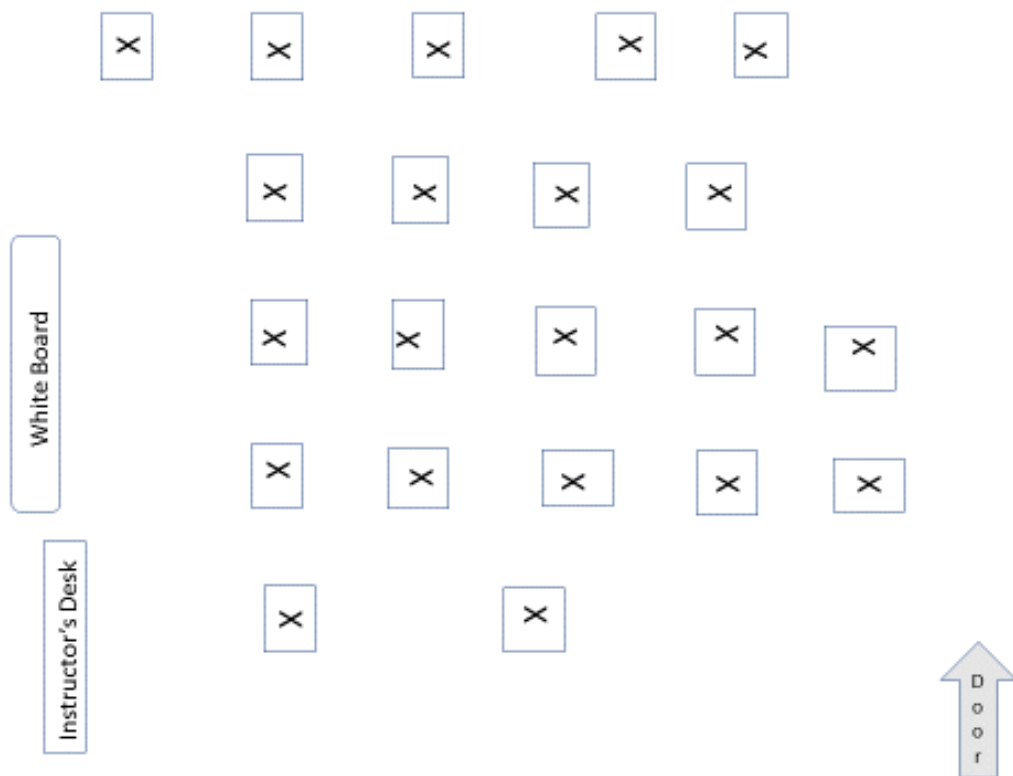 X X X X X
X X X X
X X X X X
White Board
X X X X X
Instructor's Desk
X X
D
o
o
r